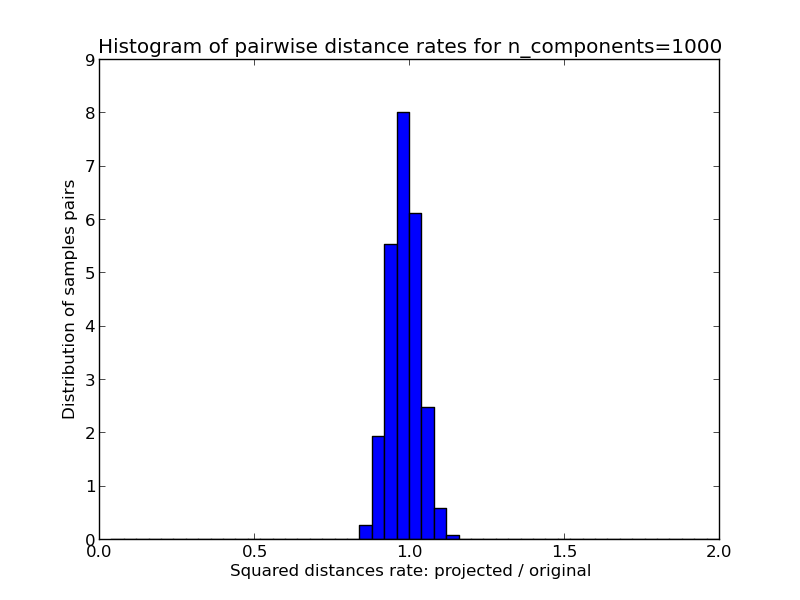 Histogram of pairwise distance rates for n_components=1000
9
8
7
6
5
4
3
2
1
0
Distribution of samples pairs
0.0 0.5 1.0 1.5 2.0
Squared distances rate: projected / original